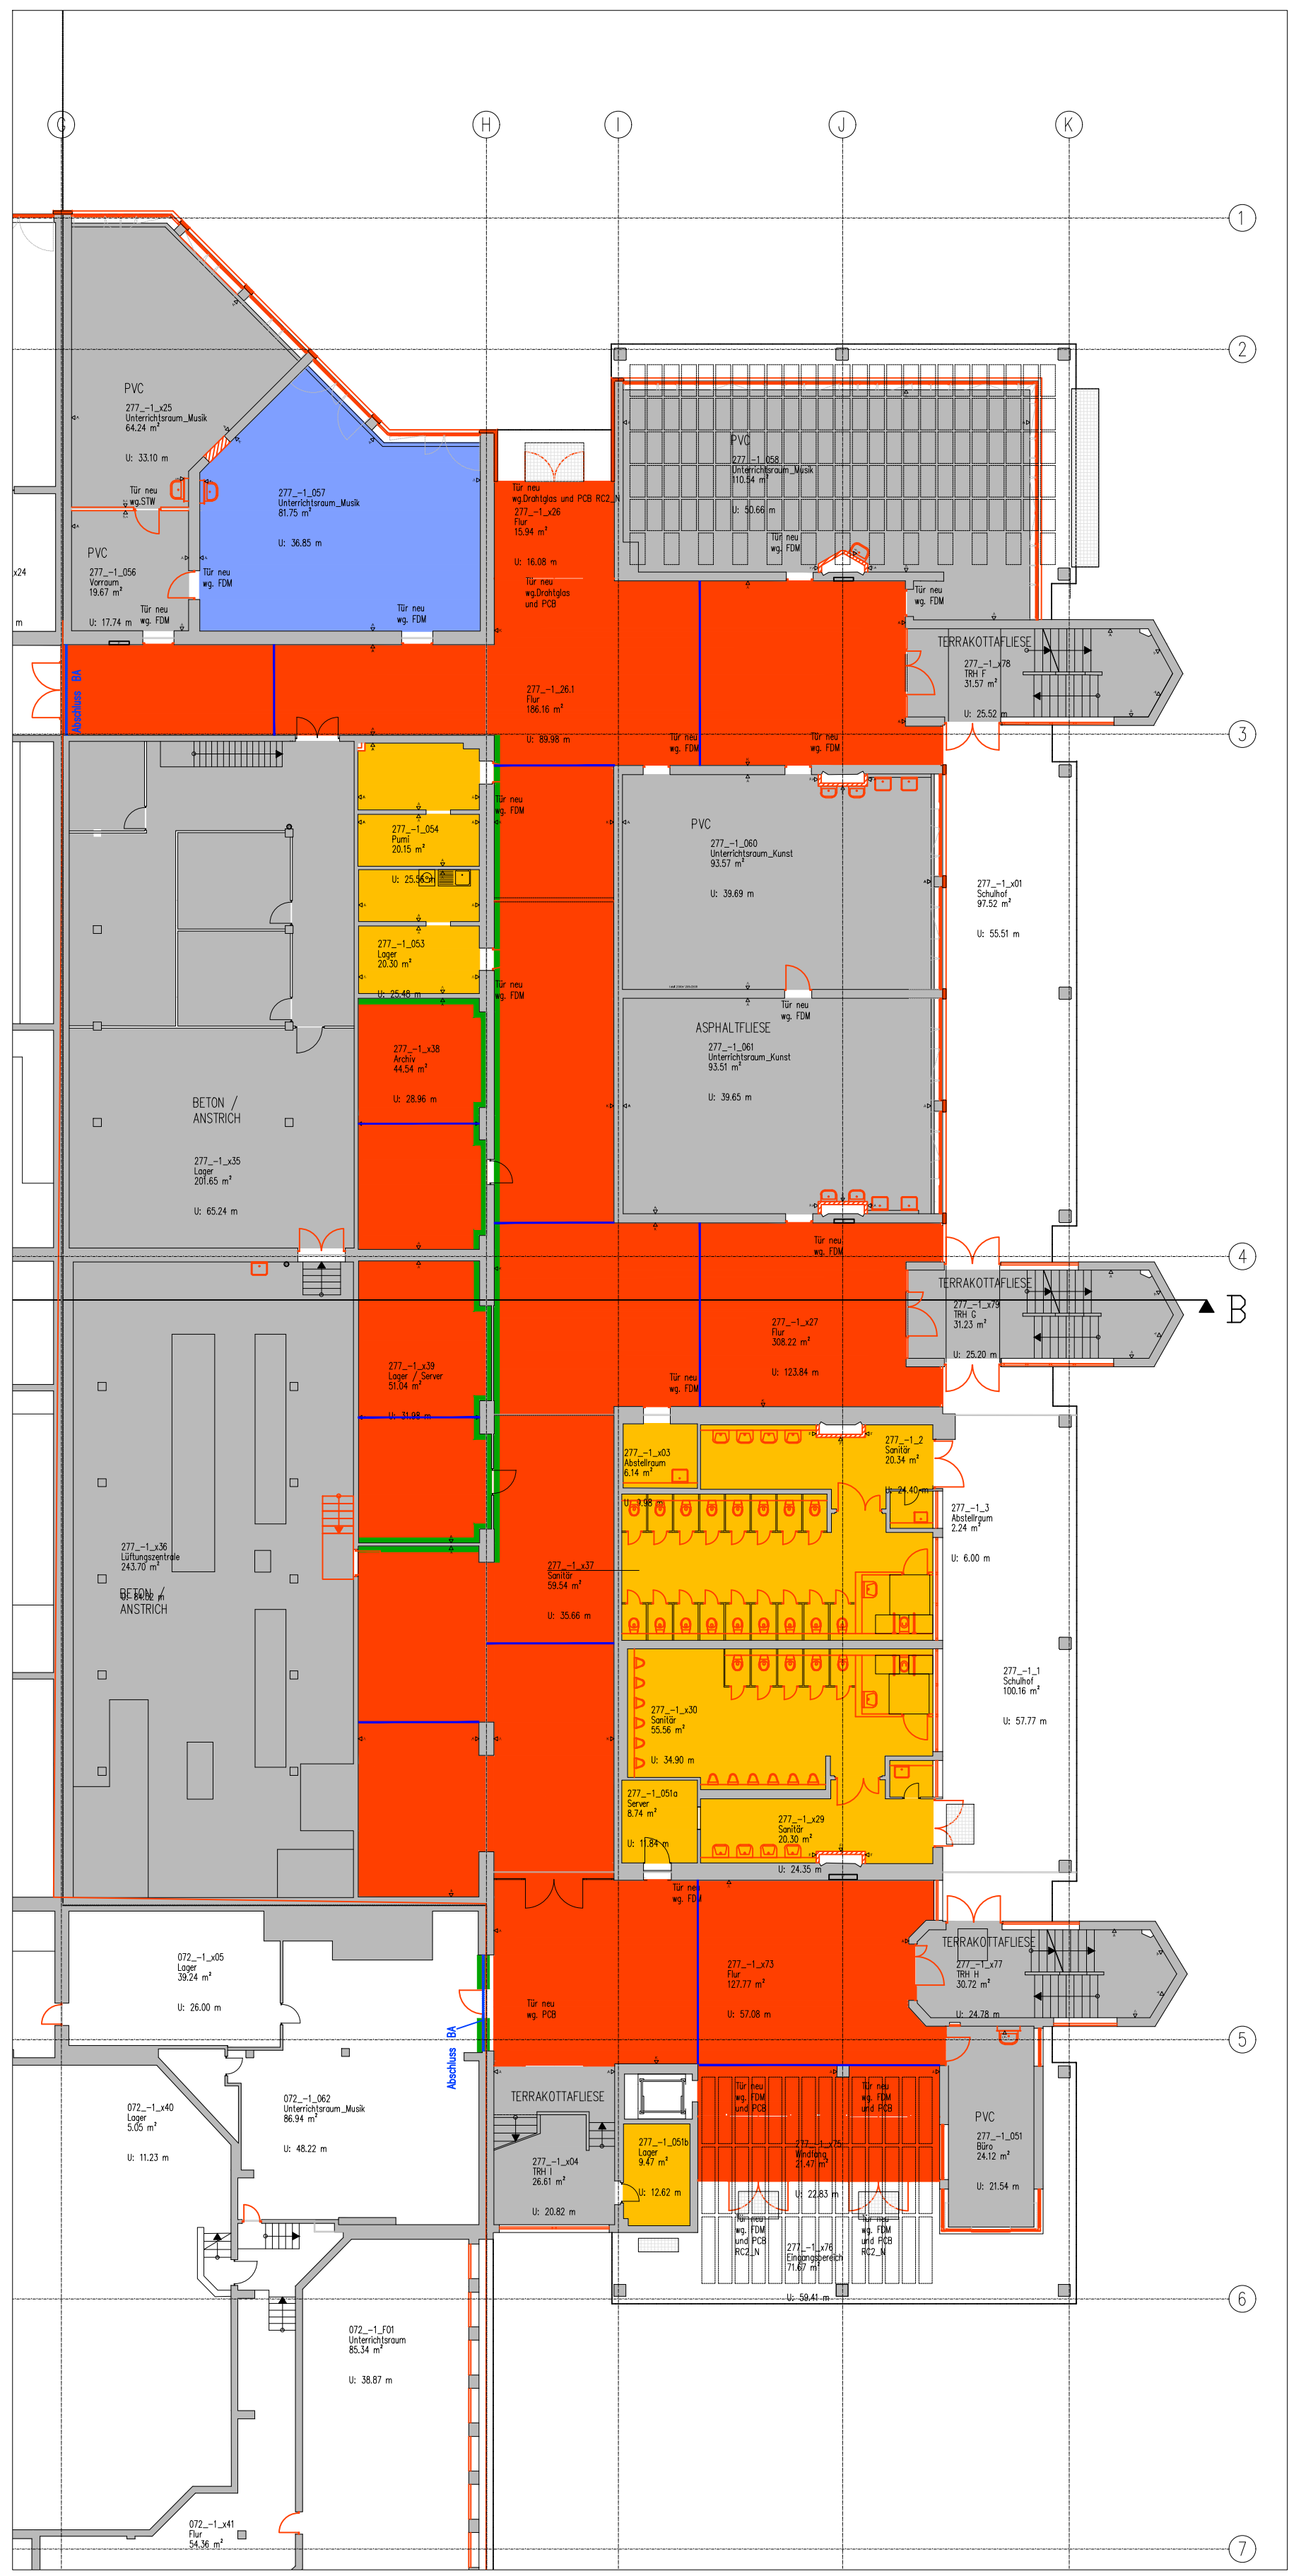 G
H
I
J
K
1
2
PVC
277_-1_x25
Unterrichtsraum_Musik
64.24 m²
U: 33.10 m
Tür neu
wg.STW
PVC
277_-1_058
Unterrichtsraum_Musik
110.54 m²
U: 50.66 m
Tür neu
wg. FDM
277_-1_057
Unterrichtsraum_Musik
81.75 m²
U: 36.85 m
Tür neu
wg.Drahtglas und PCB RC2_N
277_-1_x26
Flur
15.94 m²
U: 16.08 m
Tür neu
wg.Drahtglas
und PCB
x24
m
PVC
277_-1_056
Vorraum
19.67 m²
U: 17.74 m
Tür neu
wg. FDM
Tür neu
wg. FDM
Tür neu
wg. FDM
Tür neu
wg. FDM
TERRAKOTTAFLIESE
277_-1_x78
TRH F
31.57 m²
U: 25.52 m
Abschluss BA
277_-1_26.1
Flur
186.16 m²
U: 89.98 m
3
Tür neu
wg. FDM
Tür neu
wg. FDM
Tür neu
wg. FDM
277_-1_054
Pumi
20.15 m²
U: 25.56 m
PVC
277_-1_060
Unterrichtsraum_Kunst
93.57 m²
U: 39.69 m
277_-1_x01
Schulhof
97.52 m²
U: 55.51 m
277_-1_053
Lager
20.30 m²
U: 25.48 m
Tür neu
wg. FDM
Tür neu
wg. FDM
ASPHALTFLIESE
277_-1_061
Unterrichtsraum_Kunst
93.51 m²
U: 39.65 m
277_-1_x38
Archiv
44.54 m²
U: 28.96 m
BETON /
ANSTRICH
277_-1_x35
Lager
201.65 m²
U: 65.24 m
Tür neu
wg. FDM
4
TERRAKOTTAFLIESE
277_-1_x79
TRH G
31.23 m²
U: 25.20 m
B
277_-1_x27
Flur
308.22 m²
U: 123.84 m
277_-1_x39
Lager / Server
51.04 m²
U: 31.98 m
Tür neu
wg. FDM
277_-1_x03
Abstellraum
6.14 m²
U: 9.98 m
277_-1_2
Sanitär
20.34 m²
U: 24.40 m
277_-1_3
Abstellraum
2.24 m²
U: 6.00 m
277_-1_x36
Lüftungszentrale
243.70 m²
BETON /
ANSTRICH
277_-1_x37
Sanitär
59.54 m²
U: 35.66 m
277_-1_x30
Sanitär
55.56 m²
U: 34.90 m
277_-1_1
Schulhof
100.16 m²
U: 57.77 m
277_-1_051a
Server
8.74 m²
U: 11.84 m
277_-1_x29
Sanitär
20.30 m²
U: 24.35 m
Tür neu
wg. FDM
TERRAKOTTAFLIESE
277_-1_x77
TRH H
30.72 m²
U: 24.78 m
072_-1_x05
Lager
39.24 m²
U: 26.00 m
277_-1_x73
Flur
127.77 m²
U: 57.08 m
Tür neu
wg. PCB
Abschluss BA
5
072_-1_x40
Lager
5.05 m²
U: 11.23 m
072_-1_062
Unterrichtsraum_Musik
86.94 m²
U: 48.22 m
TERRAKOTTAFLIESE
277_-1_x04
TRH I
26.61 m²
U: 20.82 m
277_-1_051b
Lager
9.47 m²
U: 12.62 m
Tür neu
wg. FDM
und PCB
Tür neu
wg. FDM
und PCB
277_-1_x75
Windfang
21.47 m²
U: 22.83 m
PVC
277_-1_051
Büro
24.12 m²
U: 21.54 m
Tür neu
wg. FDM
und PCB
RC2_N
Tür neu
wg. FDM
und PCB
RC2_N
277_-1_x76
Eingangsbereich
71.67 m²
U: 59.41 m
6
072_-1_F01
Unterrichtsraum
85.34 m²
U: 38.87 m
072_-1_x41
Flur
54.36 m²
7